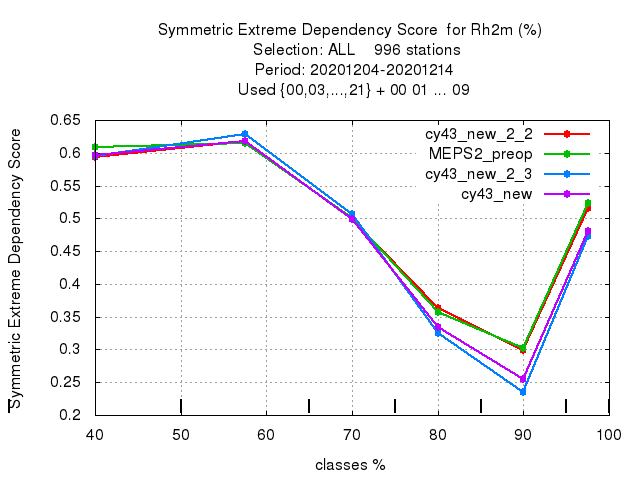 Symmetric Extreme Dependency Score  for Rh2m (%)
Selection: ALL    996 stations
Period: 20201204-20201214
Used {00,03,...,21} + 00 01 ... 09
Symmetric Extreme Dependency Score
0.65
0.6
0.55
0.5
0.45
0.4
0.35
0.3
0.25
0.2
cy43_new_2_2
MEPS2_preop
cy43_new_2_3
cy43_new
40 50 60 70 80 90 100
classes %